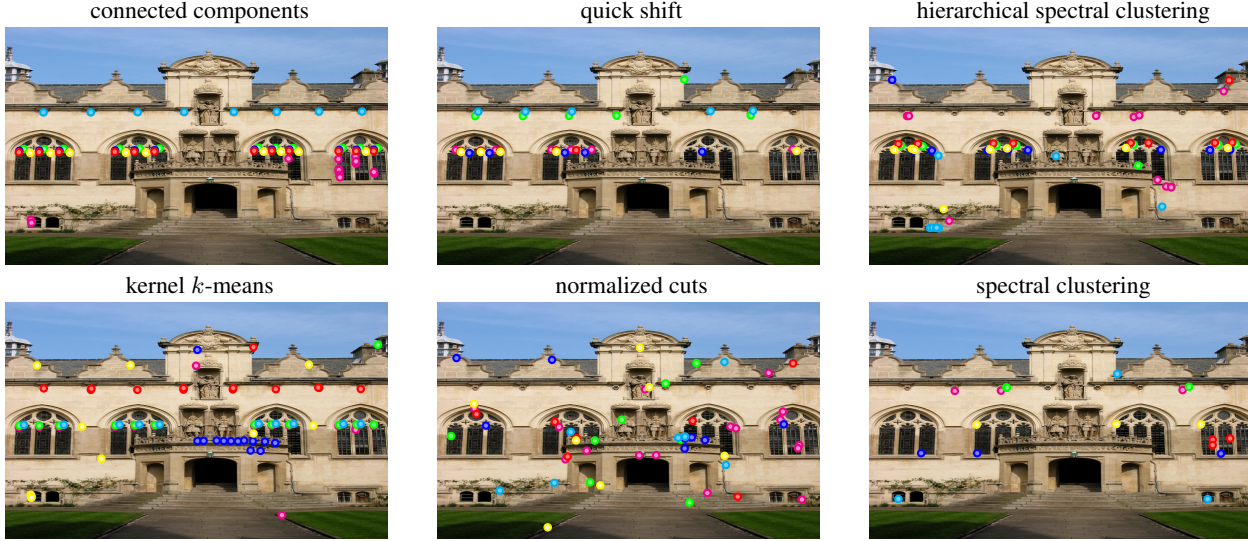 connected components
quick shift
hierarchical spectral clustering
kernel k-means
normalized cuts
spectral clustering